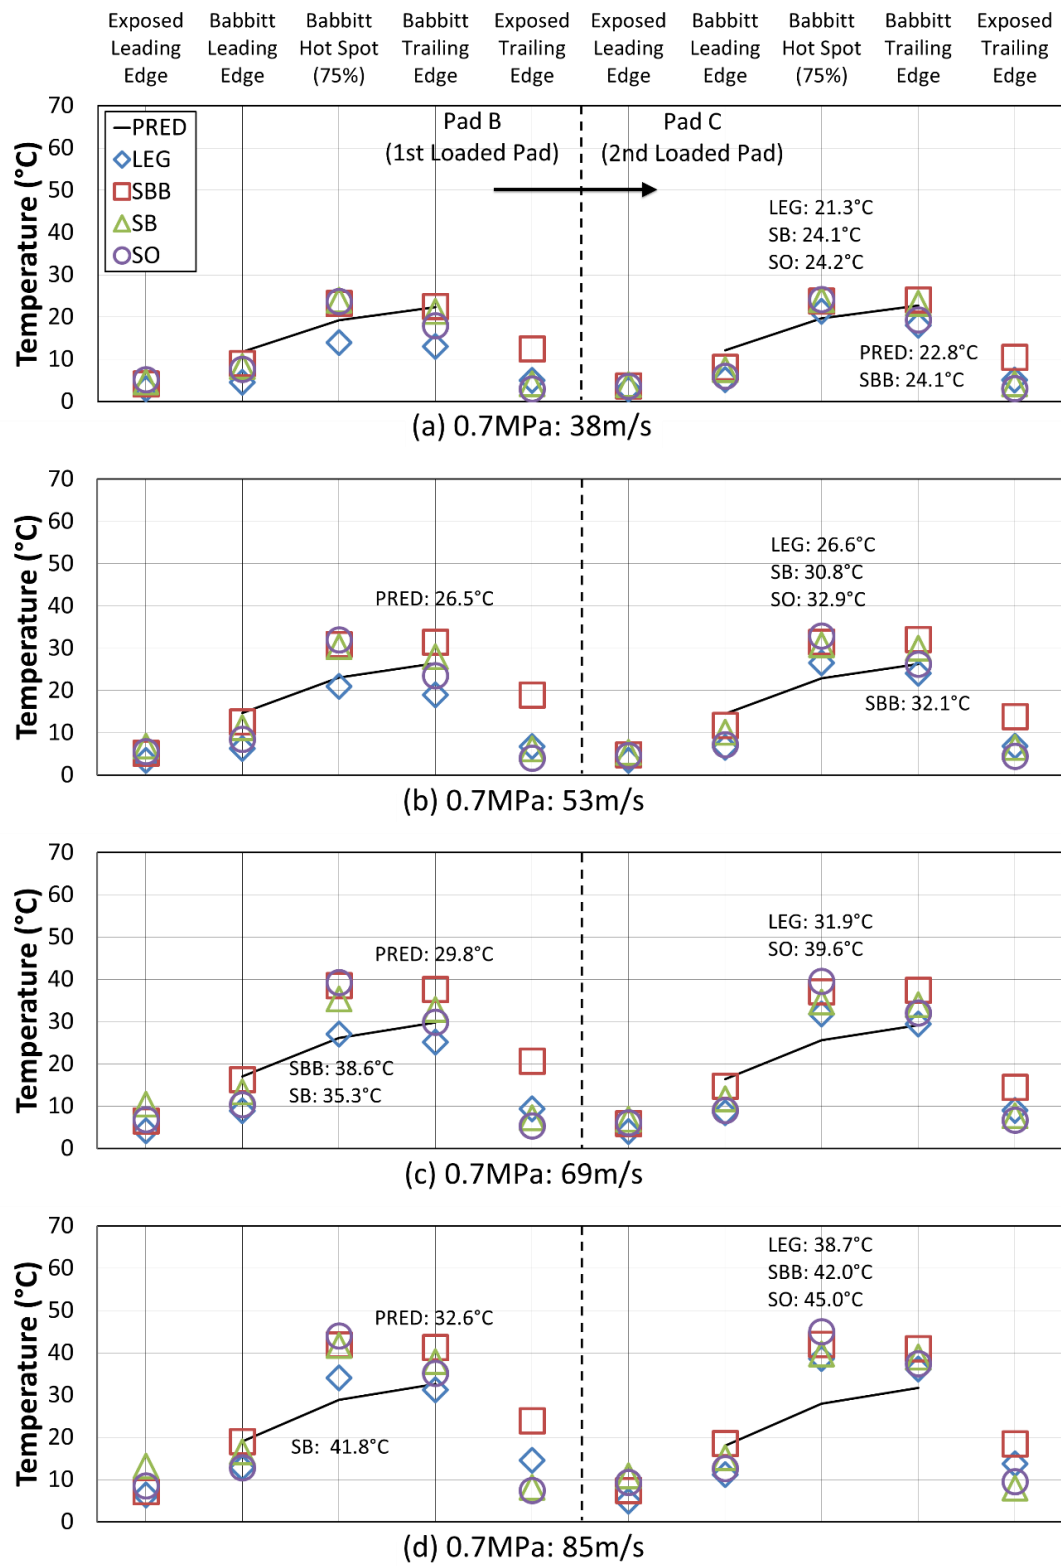 Exposed Leading Edge
Babbitt Leading Edge
Babbitt Hot Spot (75%)
Babbitt Trailing Edge
Exposed Trailing Edge
Exposed Leading Edge
Babbitt Leading Edge
Babbitt Hot Spot (75%)
Babbitt Trailing Edge
Exposed Trailing Edge
Temperature (°C)
70
60
50
40
30
20
10
0
PRED
LEG
SBB
SB
SO
Pad B
(1st Loaded Pad)
Pad C
(2nd Loaded Pad)
LEG: 21.3°C
SB: 24.1°C
SO: 24.2°C
PRED: 22.8°C
SBB: 24.1°C
(a) 0.7MPa: 38m/s
Temperature (°C)
70
60
50
40
30
20
10
0
PRED: 26.5°C
LEG: 26.6°C
SB: 30.8°C
SO: 32.9°C
SBB: 32.1°C
(b) 0.7MPa: 53m/s
Temperature (°C)
70
60
50
40
30
20
10
0
PRED: 29.8°C
SBB: 38.6°C
SB: 35.3°C
LEG: 31.9°C
SO: 39.6°C
(c) 0.7MPa: 69m/s
Temperature (°C)
70
60
50
40
30
20
10
0
PRED: 32.6°C
SB: 41.8°C
LEG: 38.7°C
SBB: 42.0°C
SO: 45.0°C
(d) 0.7MPa: 85m/s